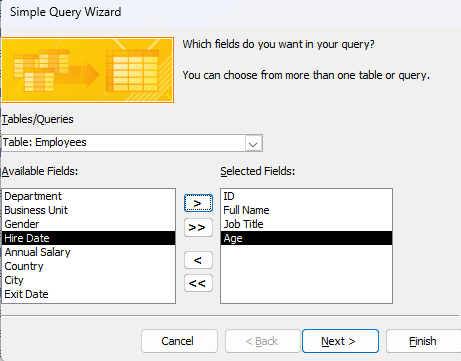 Simple Query Wizard
Which fields do you want in your query?
You can choose from more than one table or query.
Tables/Queries
Table: Employees
Available Fields:
Selected Fields:
Department
Business Unit
Gender
Hire Date
Annual Salary
Country
City
Exit Date
>
>>
<
<<
ID
Full Name
Job Title
Age
Cancel
< Back
Next >
Finish